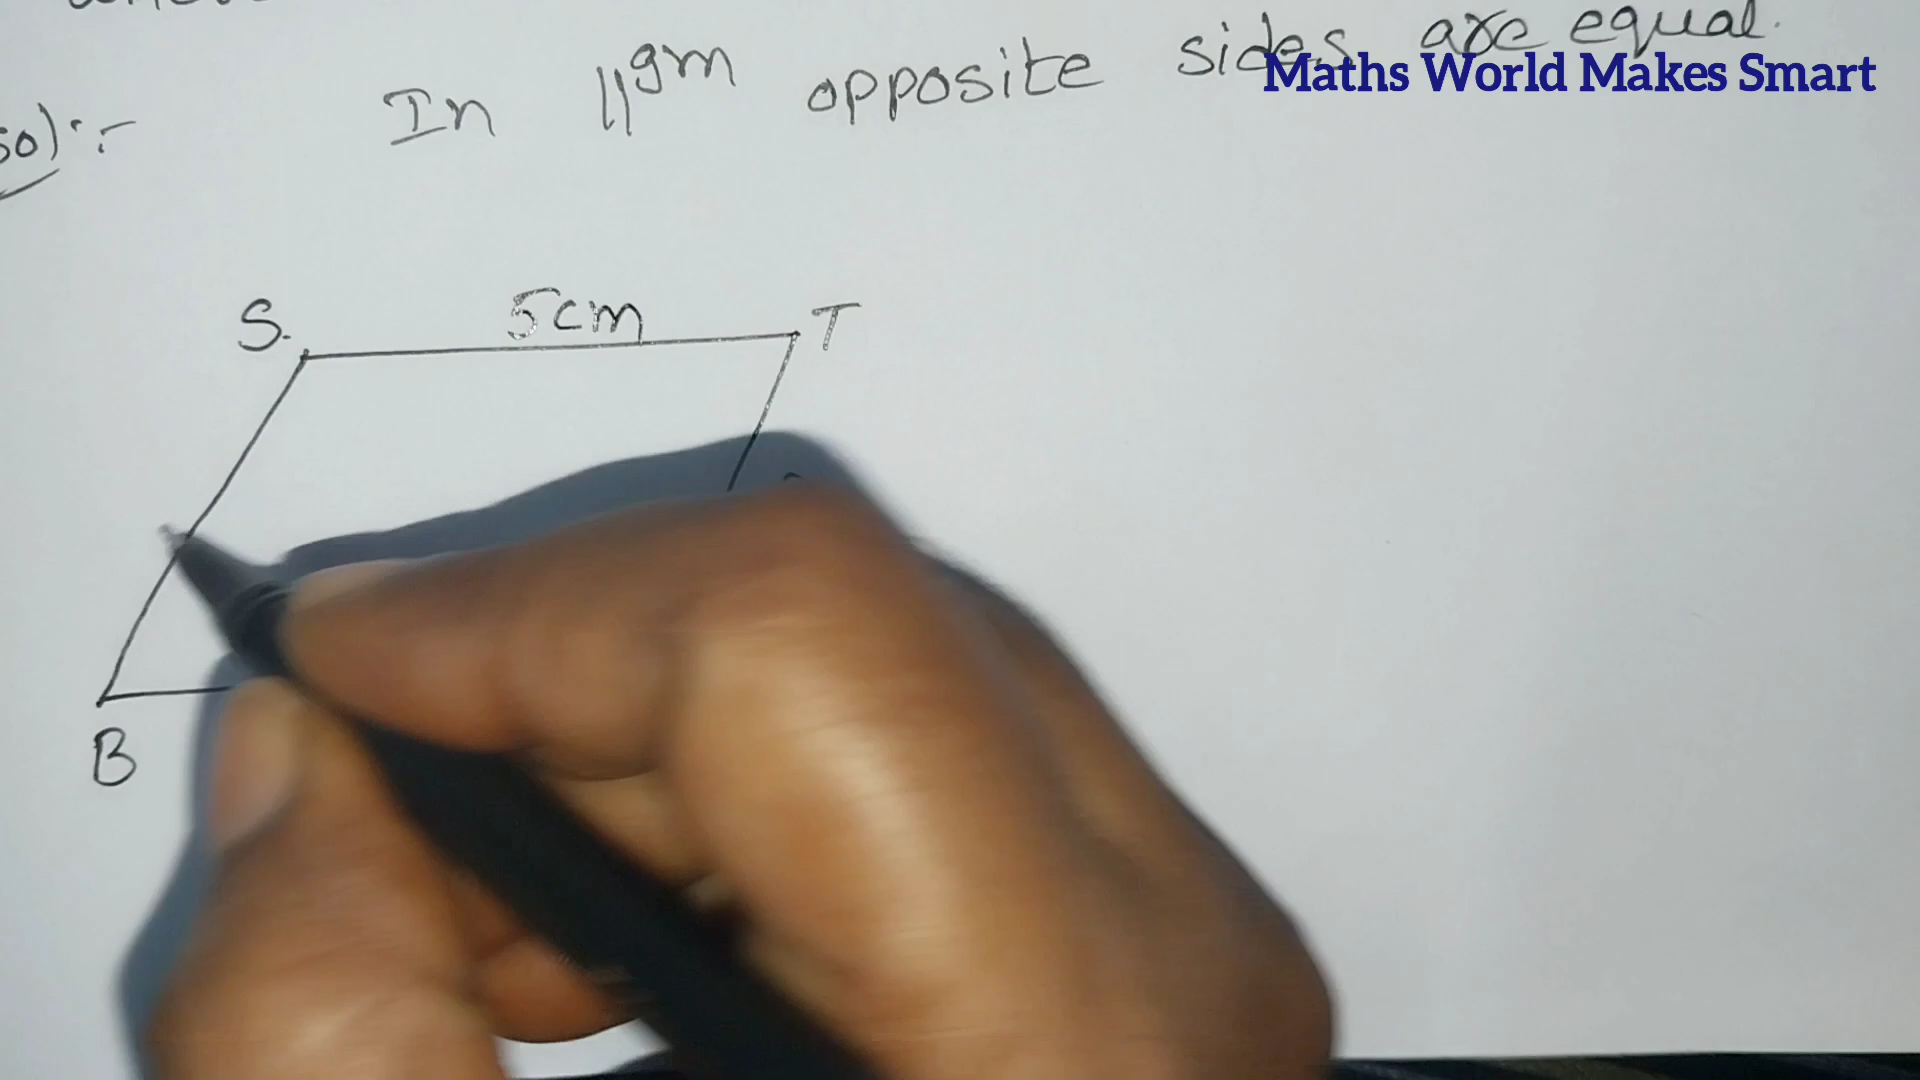 In ||gm opposite sides are equal.
Maths World Makes Smart
Sol:-
S. 5cm T
B